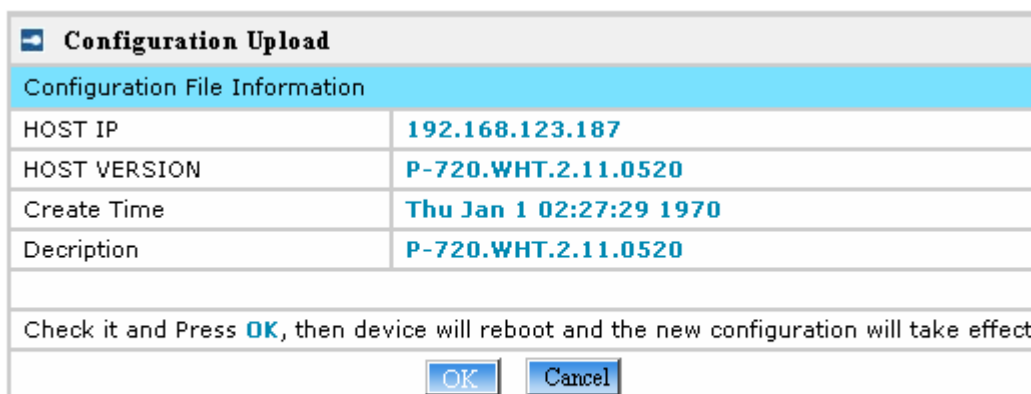 Configuration Upload
Configuration File Information
HOST IP 192.168.123.187
HOST VERSION P-720.WHT.2.11.0520
Create Time Thu Jan 1 02:27:29 1970
Decription P-720.WHT.2.11.0520
Check it and Press OK, then device will reboot and the new configuration will take effect
OK Cancel